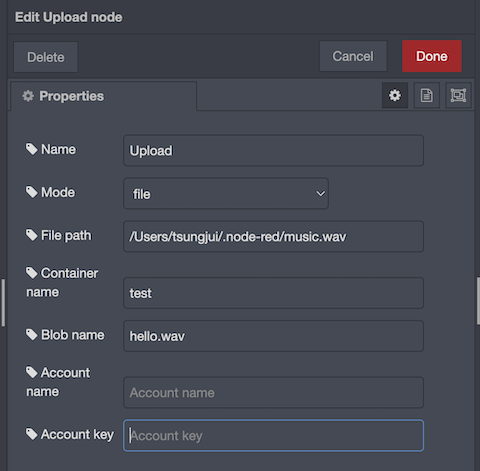 Edit Upload node
Delete
Cancel
Done
Properties
Name
Upload
Mode
file
File path
/Users/tsungjui/.node-red/music.wav
Container
name
test
Blob name
hello.wav
Account
name
Account name
Account key
Account key